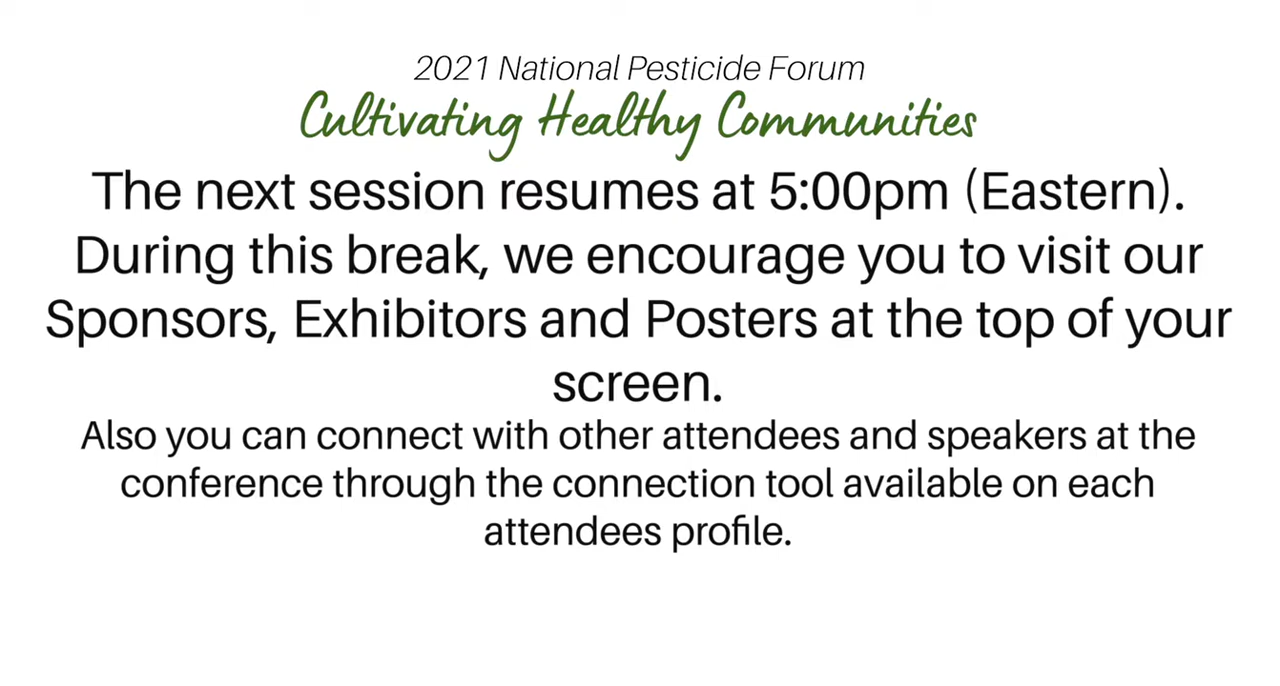 2021 National Pesticide Forum
Cultivating Healthy Communities
The next session resumes at 5:00pm (Eastern).
During this break, we encourage you to visit our
Sponsors, Exhibitors and Posters at the top of your
screen.
Also you can connect with other attendees and speakers at the
conference through the connection tool available on each
attendees profile.